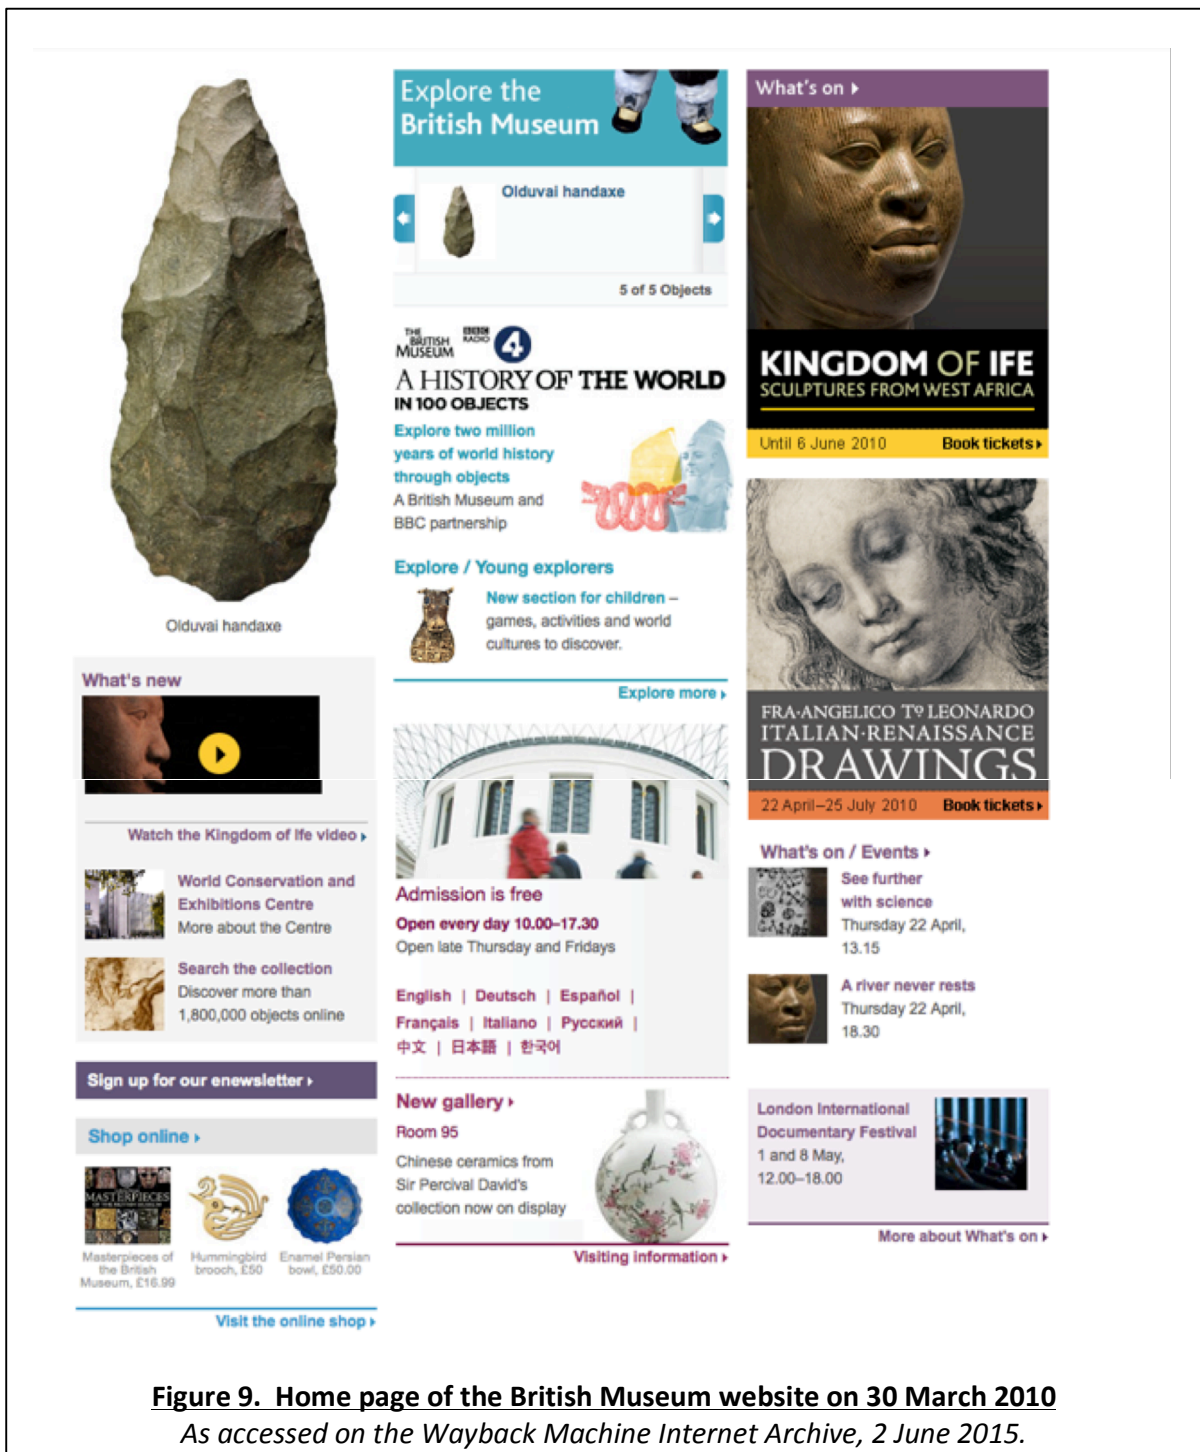 Olduvai handaxe
What's new
Watch the Kingdom of Ife video
World Conservation and
Exhibitions Centre
More about the Centre
Search the collection
Discover more than
1,800,000 objects online
Sign up for our enewsletter
Shop online
MASTERPIECES
OF THE BRITISH MUSEUM
Masterpieces of
the British
Museum, £16.99
Hummingbird
brooch, £50
Enamel Persian
bowl, £50.00
Visit the online shop
Explore the
British Museum
Olduvai handaxe
5 of 5 Objects
THE
BRITISH
MUSEUM
BBC
RADIO
4
A HISTORY OF THE WORLD
IN 100 OBJECTS
Explore two million
years of world history
through objects
A British Museum and
BBC partnership
Explore / Young explorers
New section for children –
games, activities and world
cultures to discover.
Explore more
Admission is free
Open every day 10.00–17.30
Open late Thursday and Fridays
English | Deutsch | Español |
Français | Italiano | Русский |
中文 | 日本語 | 한국어
New gallery
Room 95
Chinese ceramics from
Sir Percival David's
collection now on display
Visiting information
What's on
KINGDOM OF IFE
SCULPTURES FROM WEST AFRICA
Until 6 June 2010 Book tickets
FRA·ANGELICO TO LEONARDO
ITALIAN·RENAISSANCE
DRAWINGS
22 April–25 July 2010 Book tickets
What's on / Events
See further
with science
Thursday 22 April,
13.15
A river never rests
Thursday 22 April,
18.30
London International
Documentary Festival
1 and 8 May,
12.00–18.00
More about What's on
Figure 9. Home page of the British Museum website on 30 March 2010
As accessed on the Wayback Machine Internet Archive, 2 June 2015.